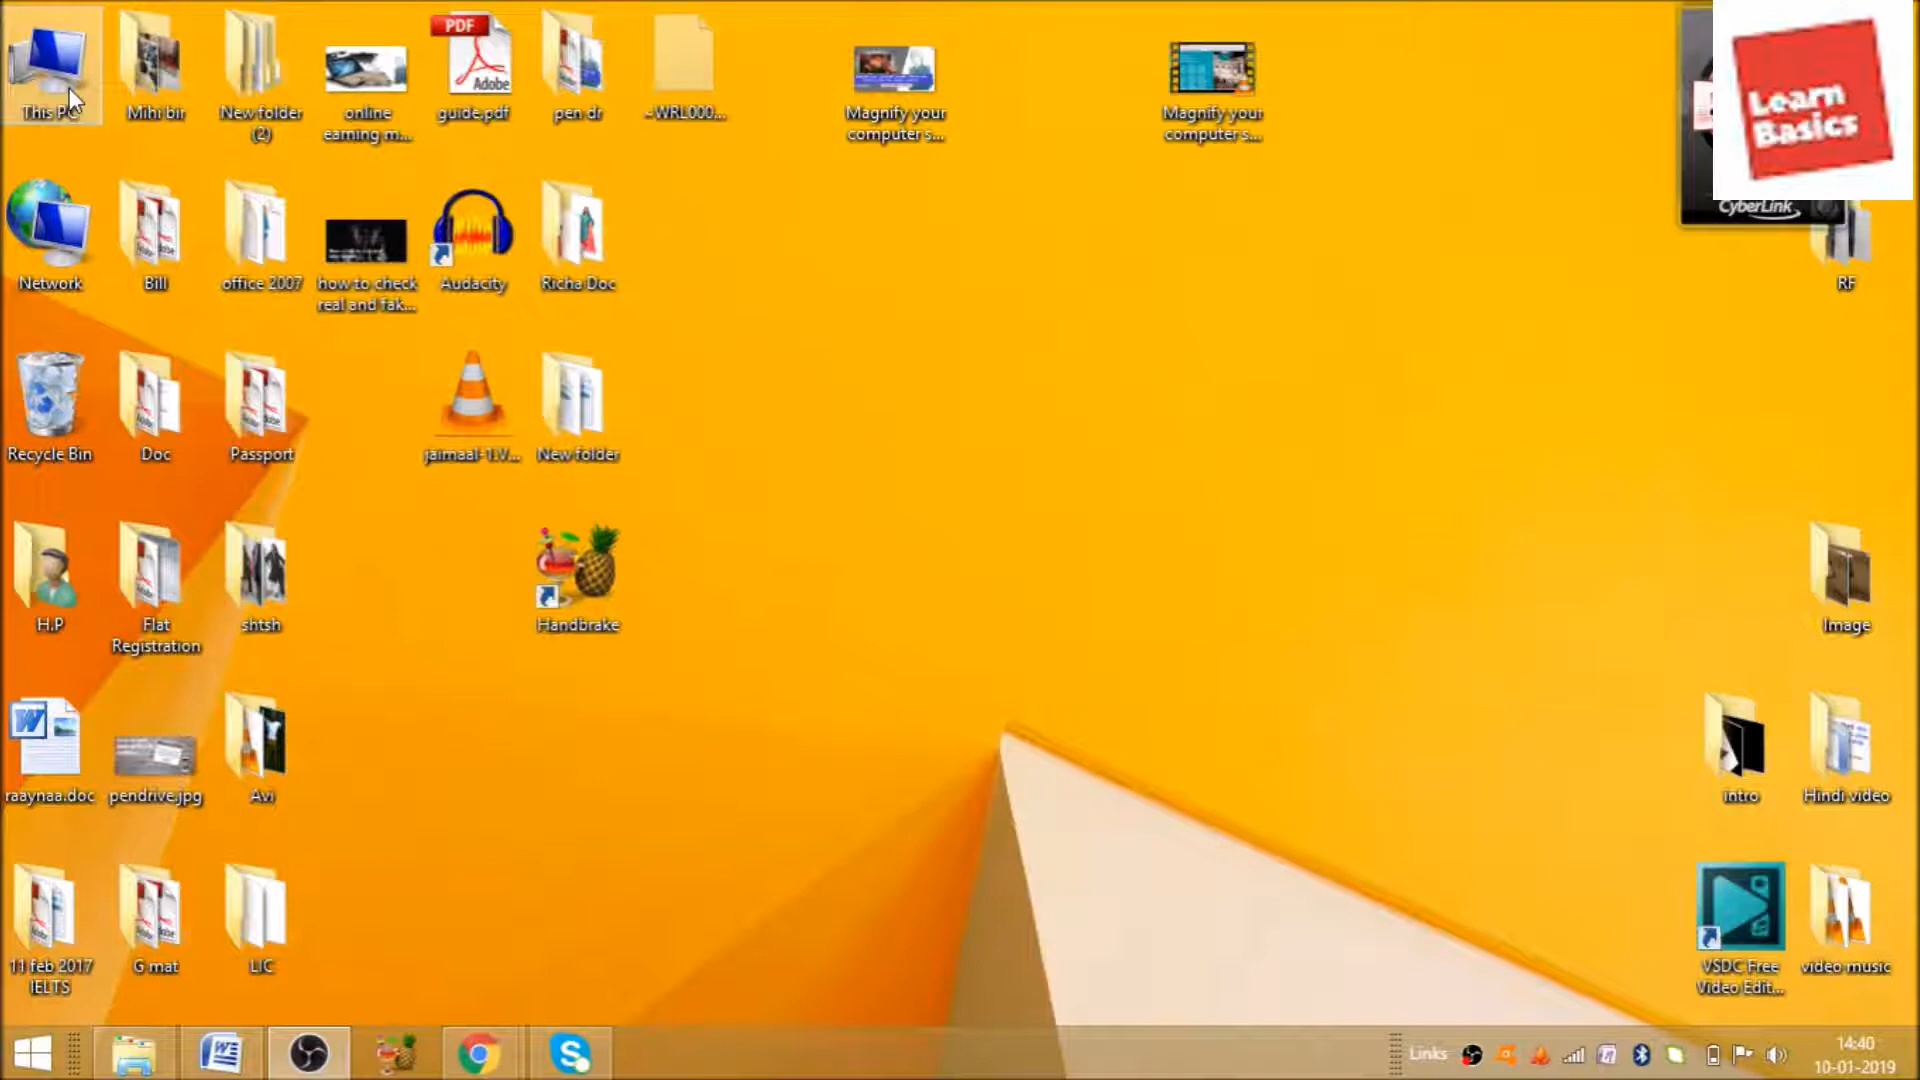 This PC
Mihi bir
New folder
(2)
online
earning m...
PDF
Adobe
guide.pdf
pen dr
~WRL000...
Magnify your
computer s...
Magnify your
computer s...
Learn
Basics
CyberLink
Network
Bill
office 2007
how to check
real and fak...
Audacity
Richa Doc
RF
Recycle Bin
Doc
Passport
jaimaal-1.V...
New folder
H.P
Flat
Registration
shtsh
Handbrake
Image
raaynaa.doc
pendrive.jpg
Avi
intro
Hindi video
11 feb 2017
IELTS
G mat
LIC
VSDC Free
Video Edit...
video music
Links
14:40
10-01-2019